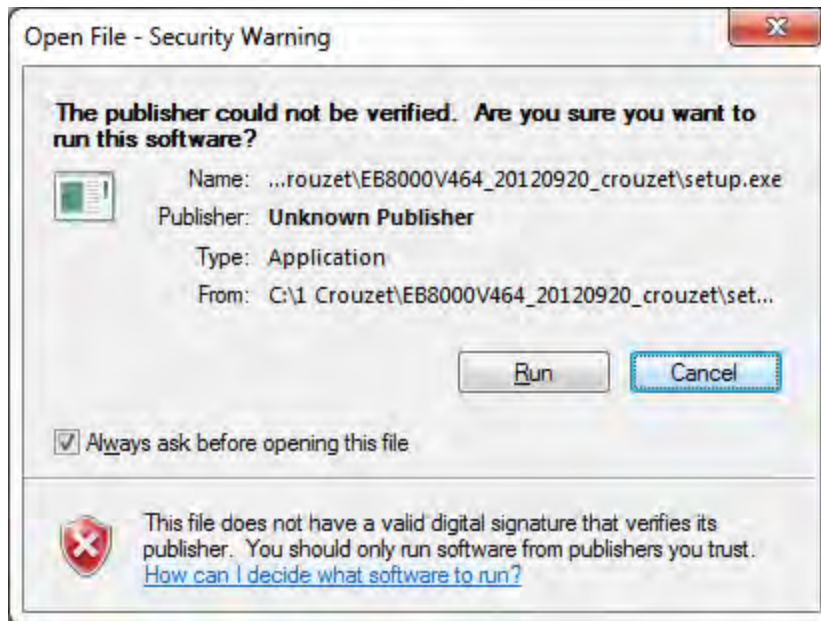 Open File - Security Warning
The publisher could not be verified. Are you sure you want to
run this software?
Name: ...rouzet\EB8000V464_20120920_crouzet\setup.exe
Publisher: Unknown Publisher
Type: Application
From: C:\1 Crouzet\EB8000V464_20120920_crouzet\set...
Run Cancel
Always ask before opening this file
This file does not have a valid digital signature that verifies its
publisher. You should only run software from publishers you trust.
How can I decide what software to run?